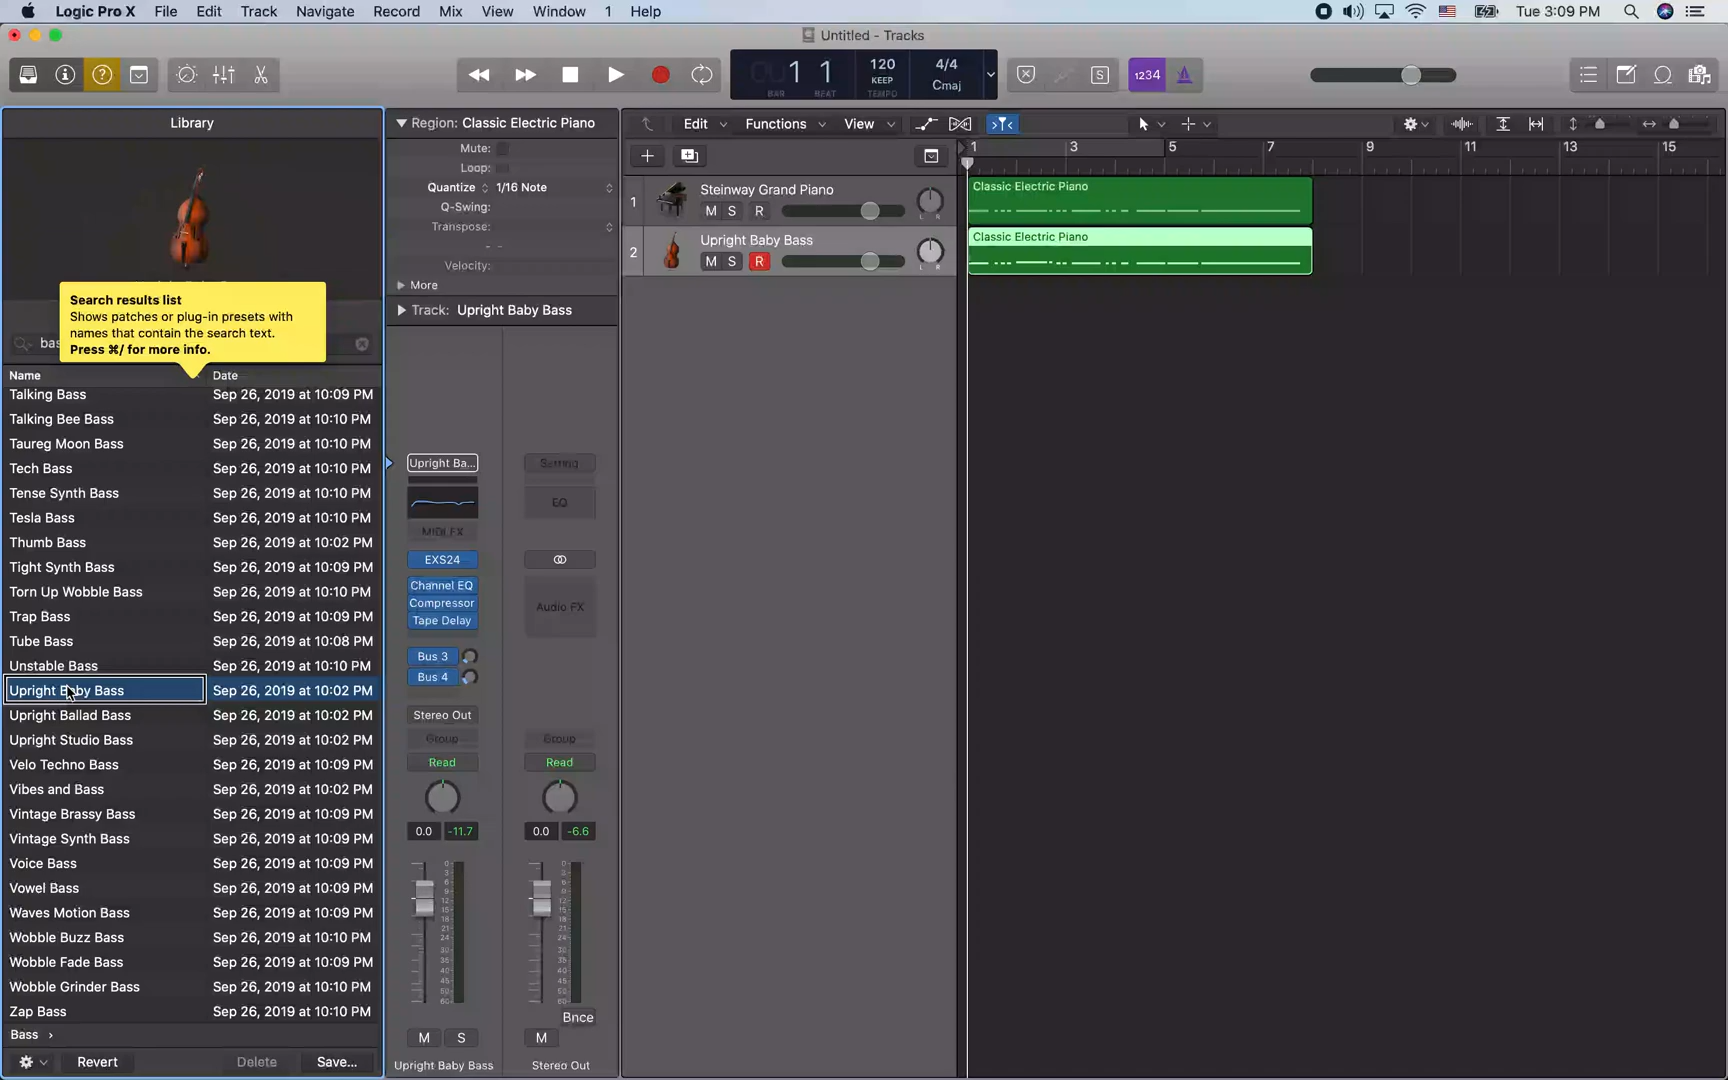 Logic Pro X File Edit Track Navigate Record Mix View Window 1 Help Tue 3:09 PM
Untitled - Tracks
1 1 120 KEEP TEMPO 4/4 Cmaj
BAR BEAT
S 1234
Library
Region: Classic Electric Piano
Mute:
Loop:
Quantize 1/16 Note
Q-Swing:
Transpose:
Velocity:
More
Track: Upright Baby Bass
Edit Functions View
1 3 5 7 9 11 13 15
1 Steinway Grand Piano
M S R L R
2 Upright Baby Bass
M S R L R
Classic Electric Piano
Classic Electric Piano
Search results list
Shows patches or plug-in presets with
names that contain the search text.
Press ⌘/ for more info.
bas
Name Date
Talking Bass Sep 26, 2019 at 10:09 PM
Talking Bee Bass Sep 26, 2019 at 10:10 PM
Taureg Moon Bass Sep 26, 2019 at 10:10 PM
Tech Bass Sep 26, 2019 at 10:10 PM
Tense Synth Bass Sep 26, 2019 at 10:10 PM
Tesla Bass Sep 26, 2019 at 10:10 PM
Thumb Bass Sep 26, 2019 at 10:02 PM
Tight Synth Bass Sep 26, 2019 at 10:09 PM
Torn Up Wobble Bass Sep 26, 2019 at 10:10 PM
Trap Bass Sep 26, 2019 at 10:09 PM
Tube Bass Sep 26, 2019 at 10:08 PM
Unstable Bass Sep 26, 2019 at 10:10 PM
Upright Baby Bass Sep 26, 2019 at 10:02 PM
Upright Ballad Bass Sep 26, 2019 at 10:02 PM
Upright Studio Bass Sep 26, 2019 at 10:02 PM
Velo Techno Bass Sep 26, 2019 at 10:09 PM
Vibes and Bass Sep 26, 2019 at 10:02 PM
Vintage Brassy Bass Sep 26, 2019 at 10:09 PM
Vintage Synth Bass Sep 26, 2019 at 10:09 PM
Voice Bass Sep 26, 2019 at 10:09 PM
Vowel Bass Sep 26, 2019 at 10:09 PM
Waves Motion Bass Sep 26, 2019 at 10:09 PM
Wobble Buzz Bass Sep 26, 2019 at 10:10 PM
Wobble Fade Bass Sep 26, 2019 at 10:09 PM
Wobble Grinder Bass Sep 26, 2019 at 10:10 PM
Zap Bass Sep 26, 2019 at 10:10 PM
Bass ›
Revert Delete Save...
Upright Ba... Setting
EQ
MIDI FX
EXS24
Channel EQ
Compressor
Tape Delay
Audio FX
Bus 3
Bus 4
Stereo Out
Group Group
Read Read
0.0 -11.7 0.0 -6.6
Bnce
M S M
Upright Baby Bass Stereo Out